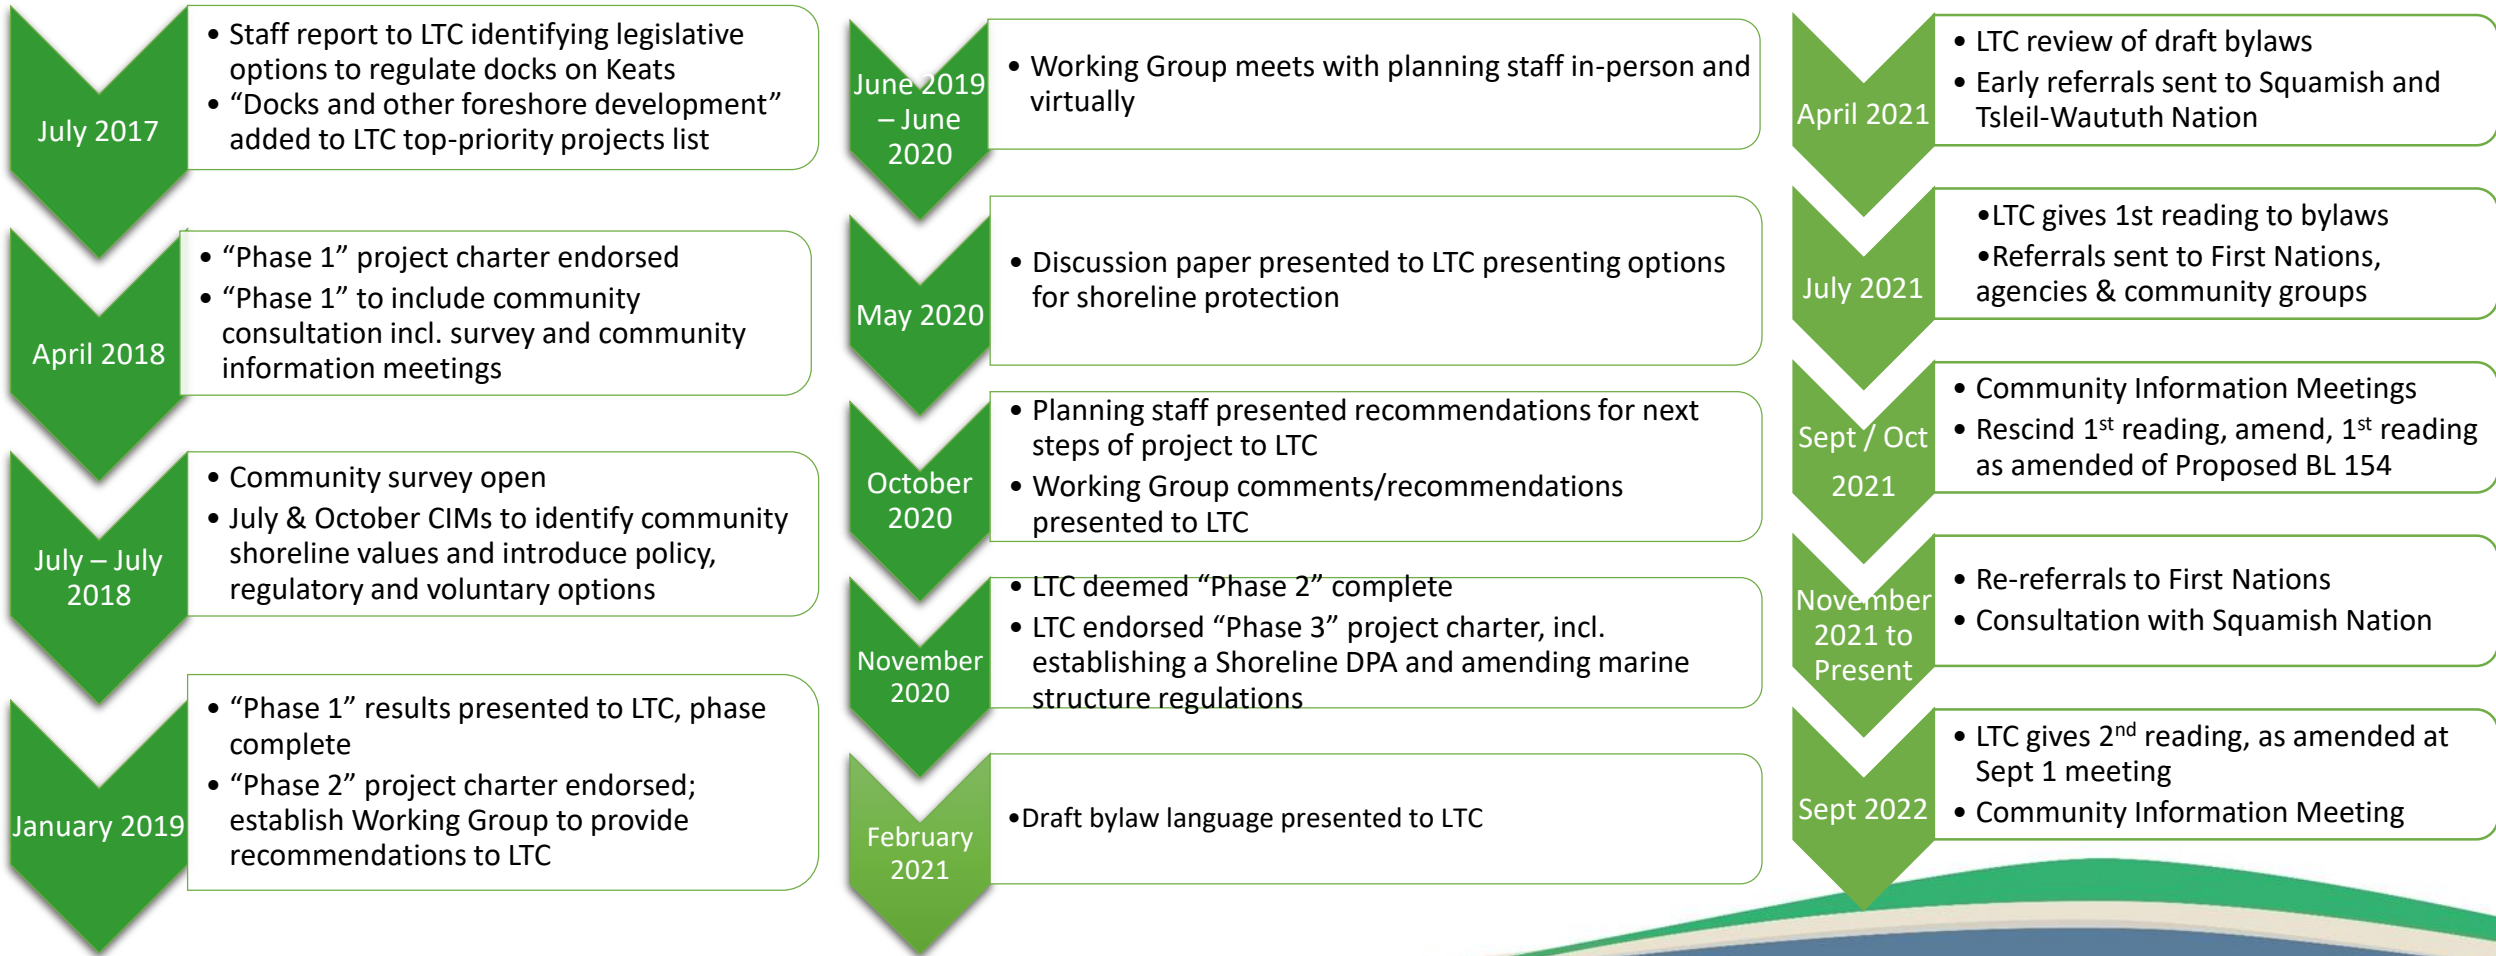 July 2017
• Staff report to LTC identifying legislative
options to regulate docks on Keats
• “Docks and other foreshore development”
added to LTC top-priority projects list
April 2018
• “Phase 1” project charter endorsed
• “Phase 1” to include community
consultation incl. survey and community
information meetings
July – July
2018
• Community survey open
• July & October CIMs to identify community
shoreline values and introduce policy,
regulatory and voluntary options
January 2019
• “Phase 1” results presented to LTC, phase
complete
• “Phase 2” project charter endorsed;
establish Working Group to provide
recommendations to LTC
June 2019
– June
2020
• Working Group meets with planning staff in-person and
virtually
May 2020
• Discussion paper presented to LTC presenting options
for shoreline protection
October
2020
• Planning staff presented recommendations for next
steps of project to LTC
• Working Group comments/recommendations
presented to LTC
November
2020
• LTC deemed “Phase 2” complete
• LTC endorsed “Phase 3” project charter, incl.
establishing a Shoreline DPA and amending marine
structure regulations
February
2021
•Draft bylaw language presented to LTC
April 2021
• LTC review of draft bylaws
• Early referrals sent to Squamish and
Tsleil-Waututh Nation
July 2021
•LTC gives 1st reading to bylaws
•Referrals sent to First Nations,
agencies & community groups
Sept / Oct
2021
• Community Information Meetings
• Rescind 1st reading, amend, 1st reading
as amended of Proposed BL 154
November
2021 to
Present
• Re-referrals to First Nations
• Consultation with Squamish Nation
Sept 2022
• LTC gives 2nd reading, as amended at
Sept 1 meeting
• Community Information Meeting